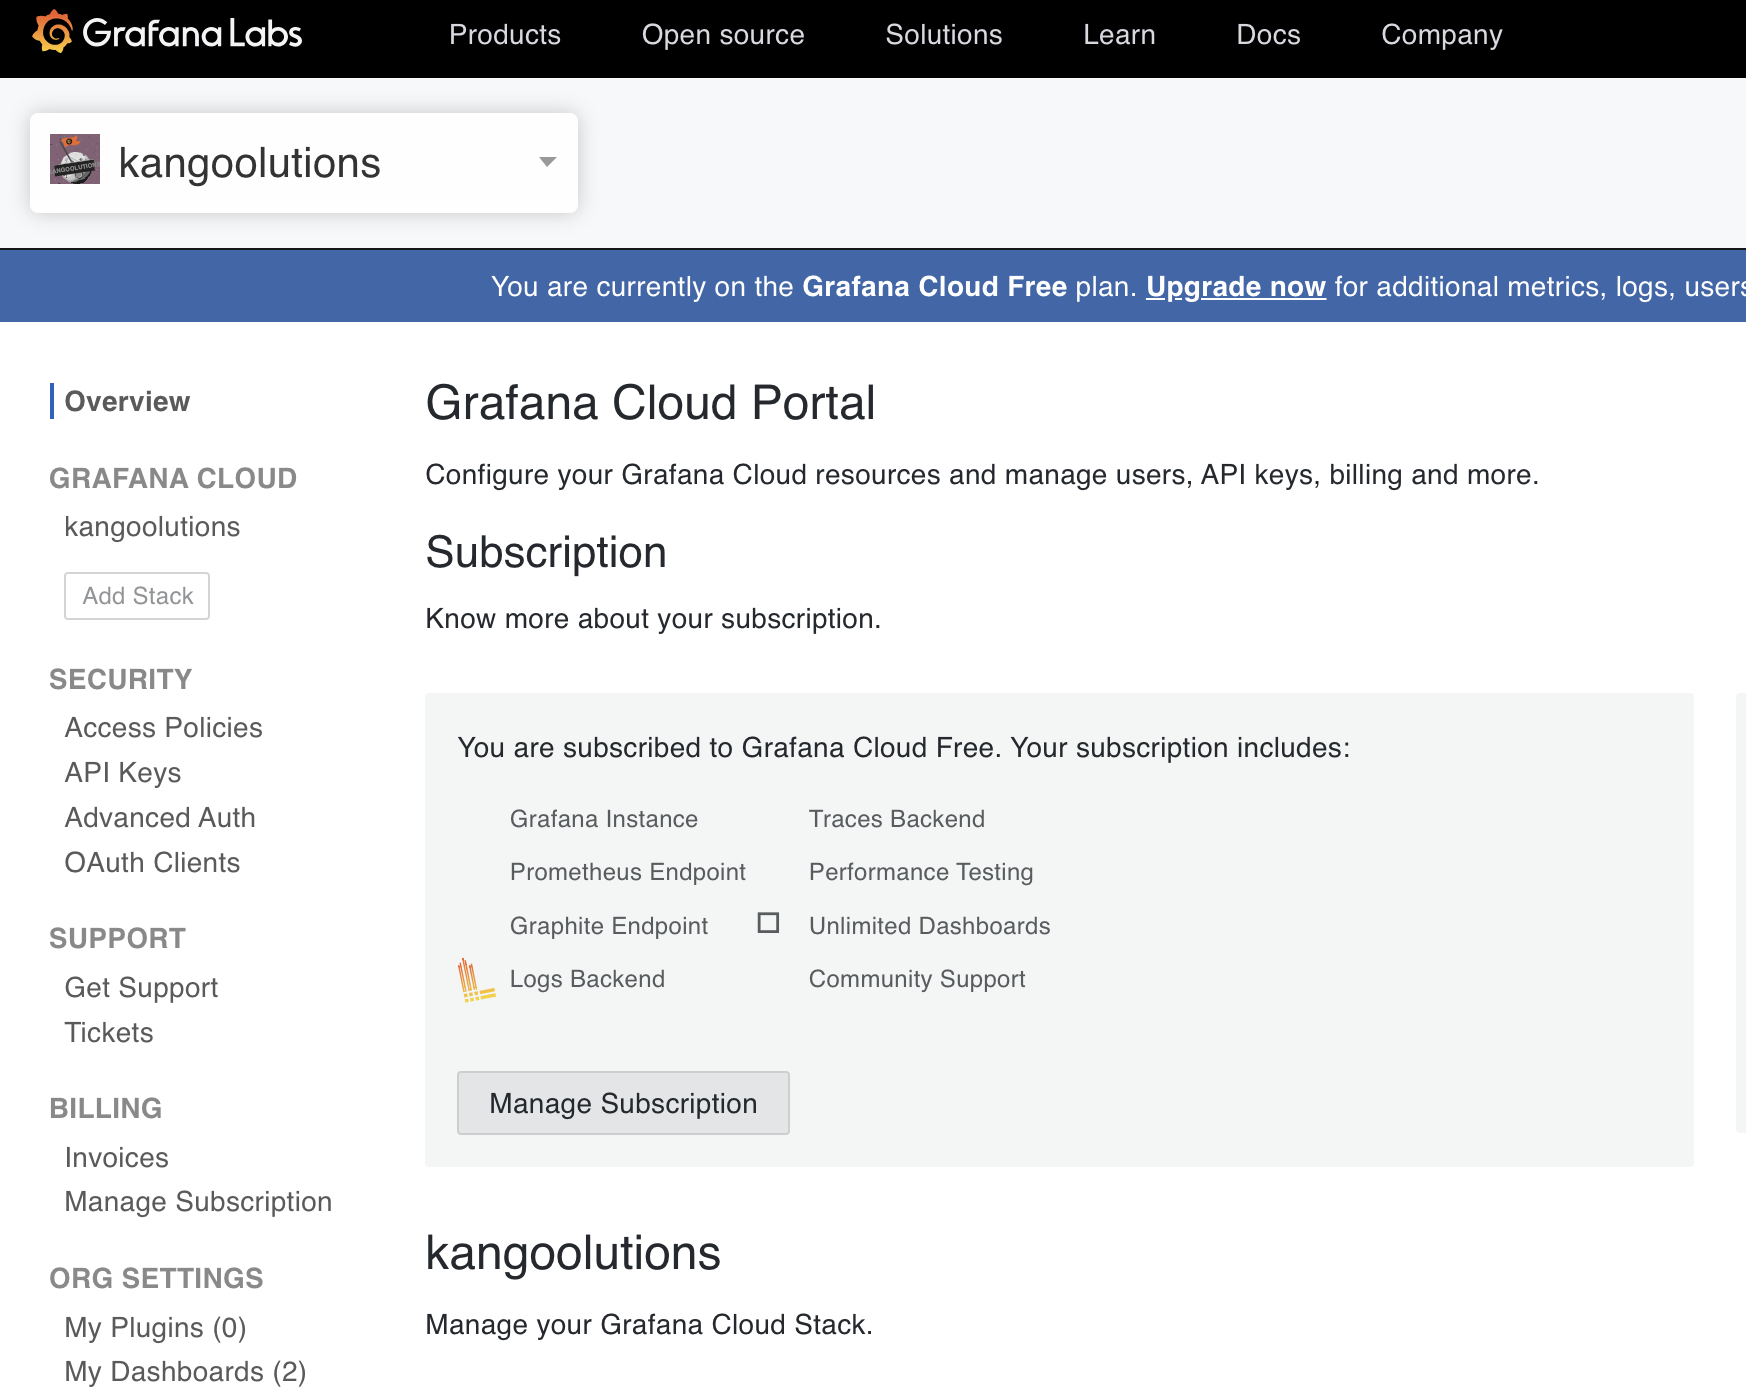 Grafana Labs
Products
Open source
Solutions
Learn
Docs
Company
kangoolutions
You are currently on the Grafana Cloud Free plan. Upgrade now for additional metrics, logs, users
Overview
GRAFANA CLOUD
kangoolutions
Add Stack
SECURITY
Access Policies
API Keys
Advanced Auth
OAuth Clients
SUPPORT
Get Support
Tickets
BILLING
Invoices
Manage Subscription
ORG SETTINGS
My Plugins (0)
My Dashboards (2)
Grafana Cloud Portal
Configure your Grafana Cloud resources and manage users, API keys, billing and more.
Subscription
Know more about your subscription.
You are subscribed to Grafana Cloud Free. Your subscription includes:
Grafana Instance
Prometheus Endpoint
Graphite Endpoint
Logs Backend
Traces Backend
Performance Testing
Unlimited Dashboards
Community Support
Manage Subscription
kangoolutions
Manage your Grafana Cloud Stack.